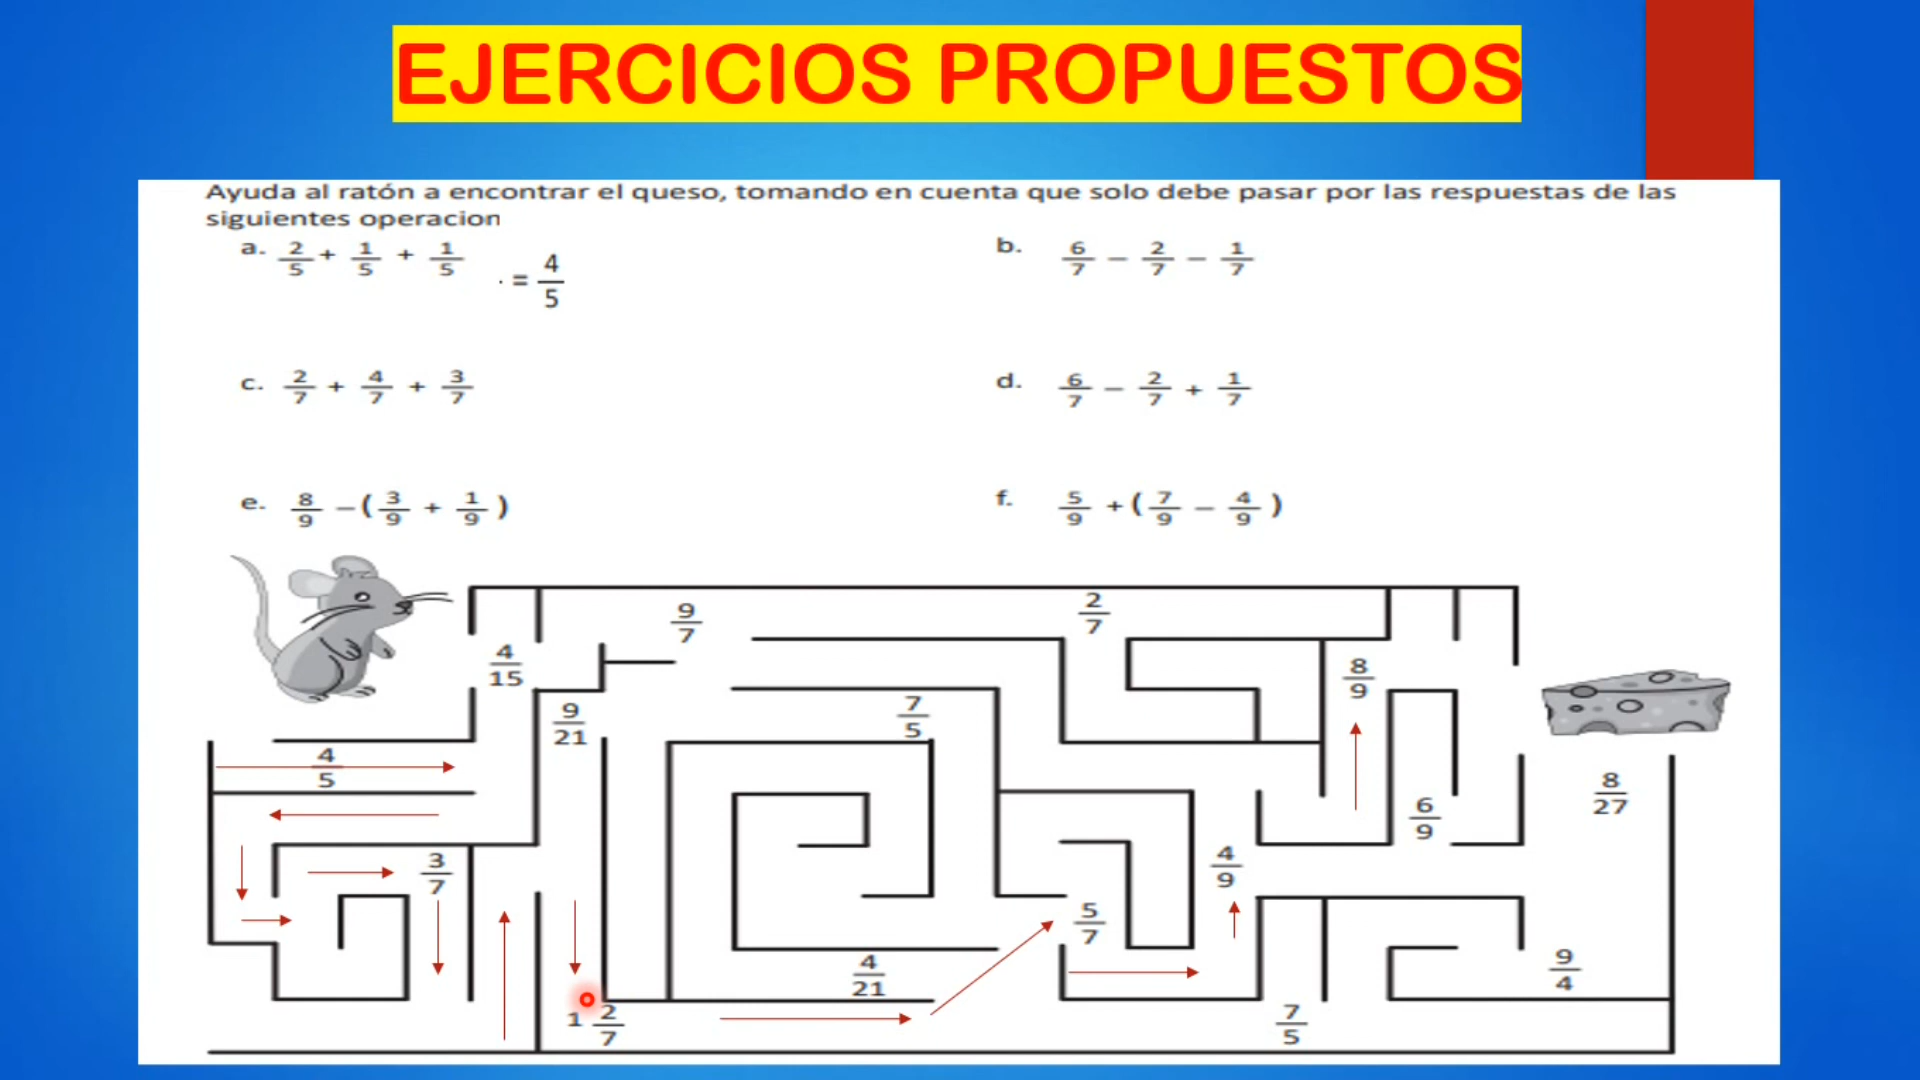 EJERCICIOS PROPUESTOS
Ayuda al ratón a encontrar el queso, tomando en cuenta que solo debe pasar por las respuestas de las
siguientes operacion
a. 2/5 + 1/5 + 1/5 · = 4/5
b. 6/7 − 2/7 − 1/7
c. 2/7 + 4/7 + 3/7
d. 6/7 − 2/7 + 1/7
e. 8/9 −( 3/9 + 1/9 )
f. 5/9 +( 7/9 − 4/9 )
9/7
2/7
4/15
8/9
9/21
7/5
4/5
8/27
6/9
3/7
4/9
5/7
4/21
9/4
1 2/7
7/5